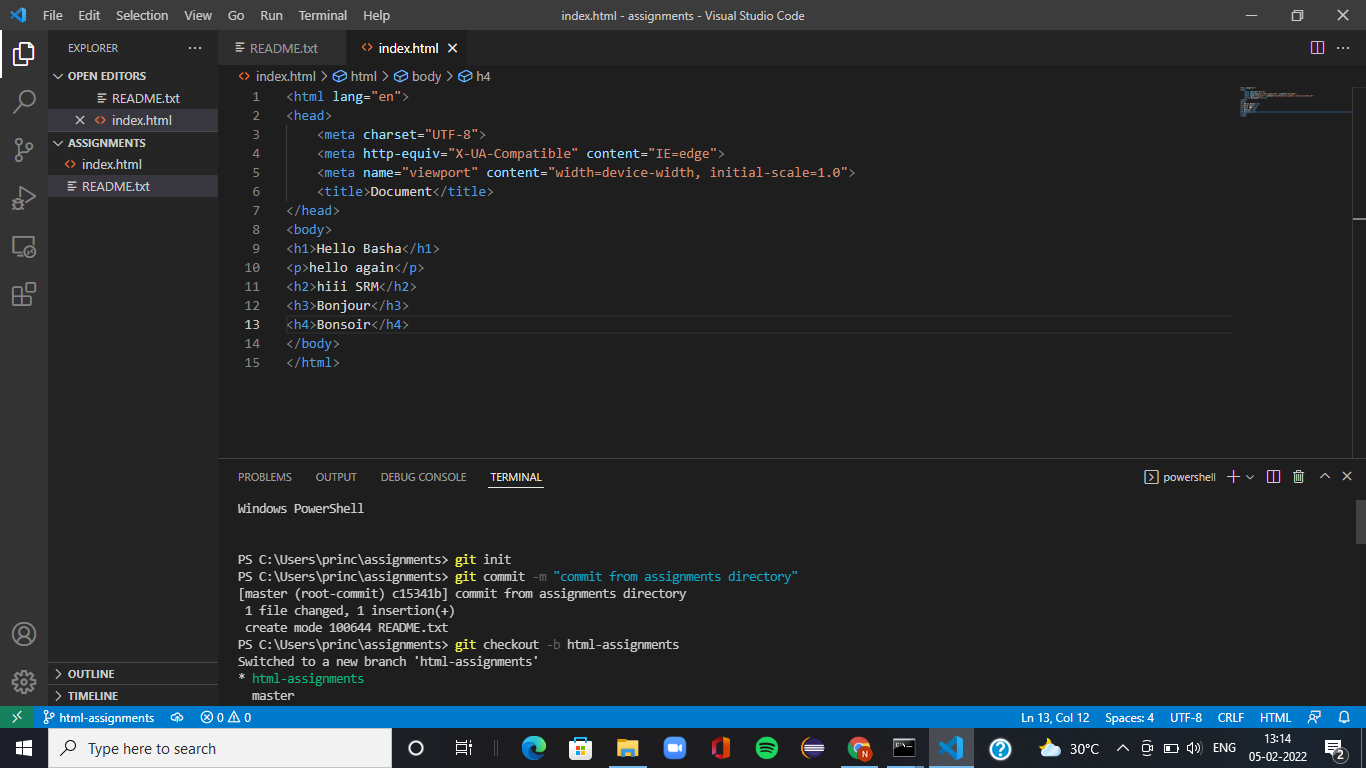 File Edit Selection View Go Run Terminal Help
index.html - assignments - Visual Studio Code
EXPLORER
OPEN EDITORS
README.txt
index.html
ASSIGNMENTS
index.html
README.txt
OUTLINE
TIMELINE
README.txt index.html
index.html > html > body > h4
1 <html lang="en">
2 <head>
3 <meta charset="UTF-8">
4 <meta http-equiv="X-UA-Compatible" content="IE=edge">
5 <meta name="viewport" content="width=device-width, initial-scale=1.0">
6 <title>Document</title>
7 </head>
8 <body>
9 <h1>Hello Basha</h1>
10 <p>hello again</p>
11 <h2>hiii SRM</h2>
12 <h3>Bonjour</h3>
13 <h4>Bonsoir</h4>
14 </body>
15 </html>
PROBLEMS OUTPUT DEBUG CONSOLE TERMINAL
powershell
Windows PowerShell
PS C:\Users\princ\assignments> git init
PS C:\Users\princ\assignments> git commit -m "commit from assignments directory"
[master (root-commit) c15341b] commit from assignments directory
1 file changed, 1 insertion(+)
create mode 100644 README.txt
PS C:\Users\princ\assignments> git checkout -b html-assignments
Switched to a new branch 'html-assignments'
* html-assignments
master
html-assignments 0 0
Ln 13, Col 12 Spaces: 4 UTF-8 CRLF HTML
Type here to search
N
30°C
ENG
13:14
05-02-2022
2